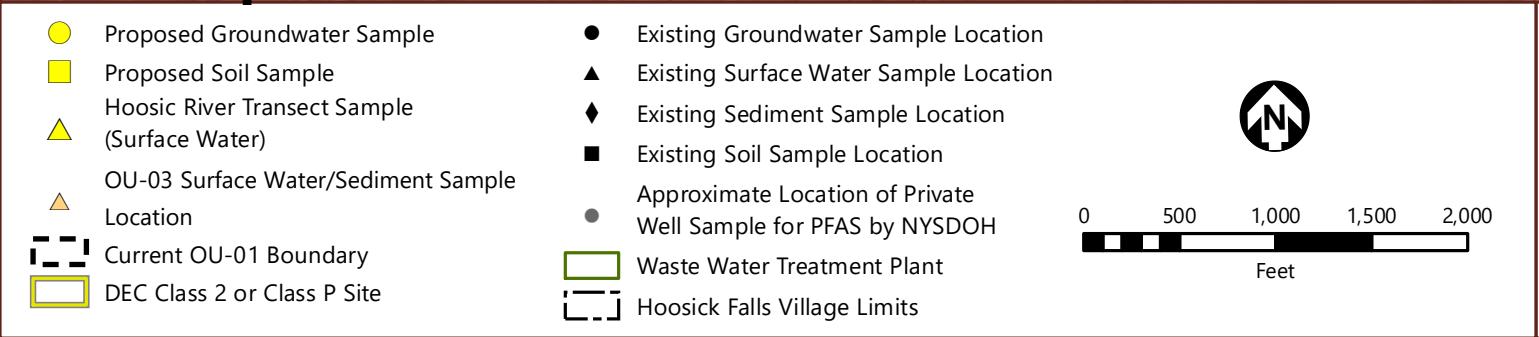 Proposed Groundwater Sample
Proposed Soil Sample
Hoosic River Transect Sample
(Surface Water)
OU-03 Surface Water/Sediment Sample
Location
Current OU-01 Boundary
DEC Class 2 or Class P Site
Existing Groundwater Sample Location
Existing Surface Water Sample Location
Existing Sediment Sample Location
Existing Soil Sample Location
Approximate Location of Private
Well Sample for PFAS by NYSDOH
Waste Water Treatment Plant
Hoosick Falls Village Limits
N
0 500 1,000 1,500 2,000
Feet